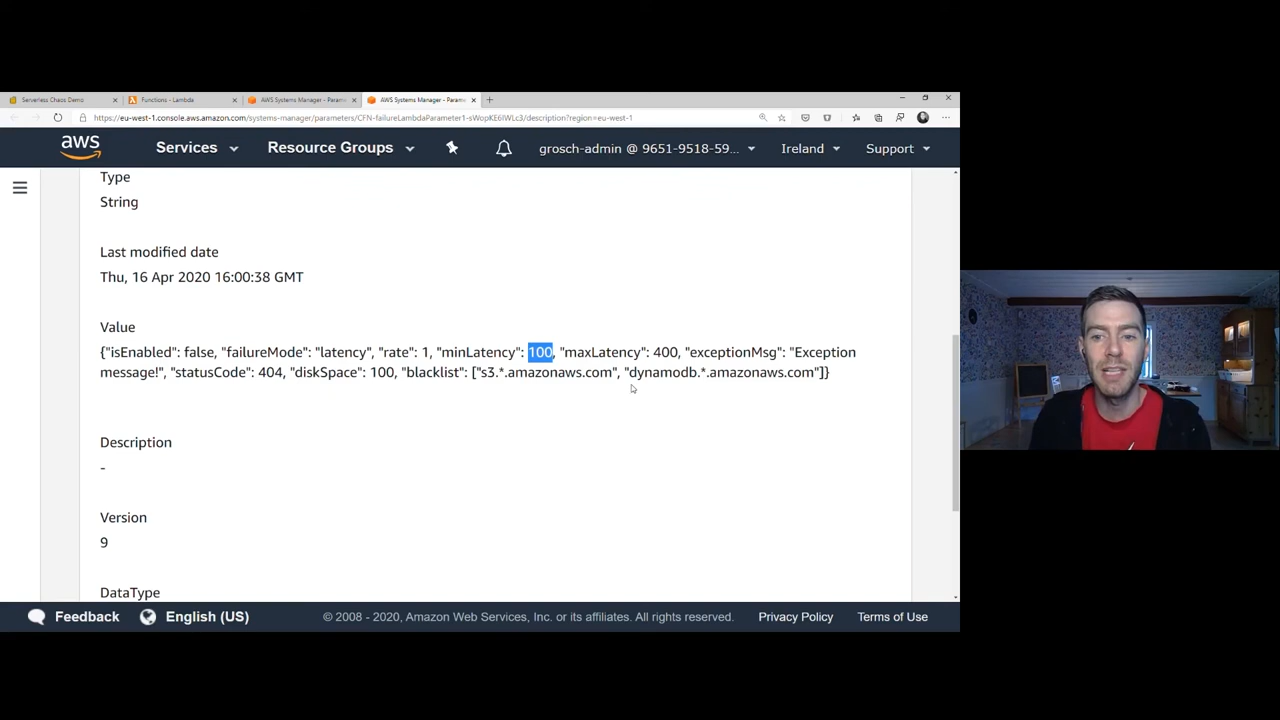 Serverless Chaos Demo
Functions - Lambda
AWS Systems Manager - Parame
AWS Systems Manager - Parame
https://eu-west-1.console.aws.amazon.com/systems-manager/parameters/CFN-failureLambdaParameter1-sWopKE6IWLc3/description?region=eu-west-1
aws
Services
Resource Groups
grosch-admin @ 9651-9518-59...
Ireland
Support
Type
String
Last modified date
Thu, 16 Apr 2020 16:00:38 GMT
Value
{"isEnabled": false, "failureMode": "latency", "rate": 1, "minLatency": 100, "maxLatency": 400, "exceptionMsg": "Exception
message!", "statusCode": 404, "diskSpace": 100, "blacklist": ["s3.*.amazonaws.com", "dynamodb.*.amazonaws.com"]}
Description
-
Version
9
DataType
Feedback
English (US)
© 2008 - 2020, Amazon Web Services, Inc. or its affiliates. All rights reserved.
Privacy Policy
Terms of Use